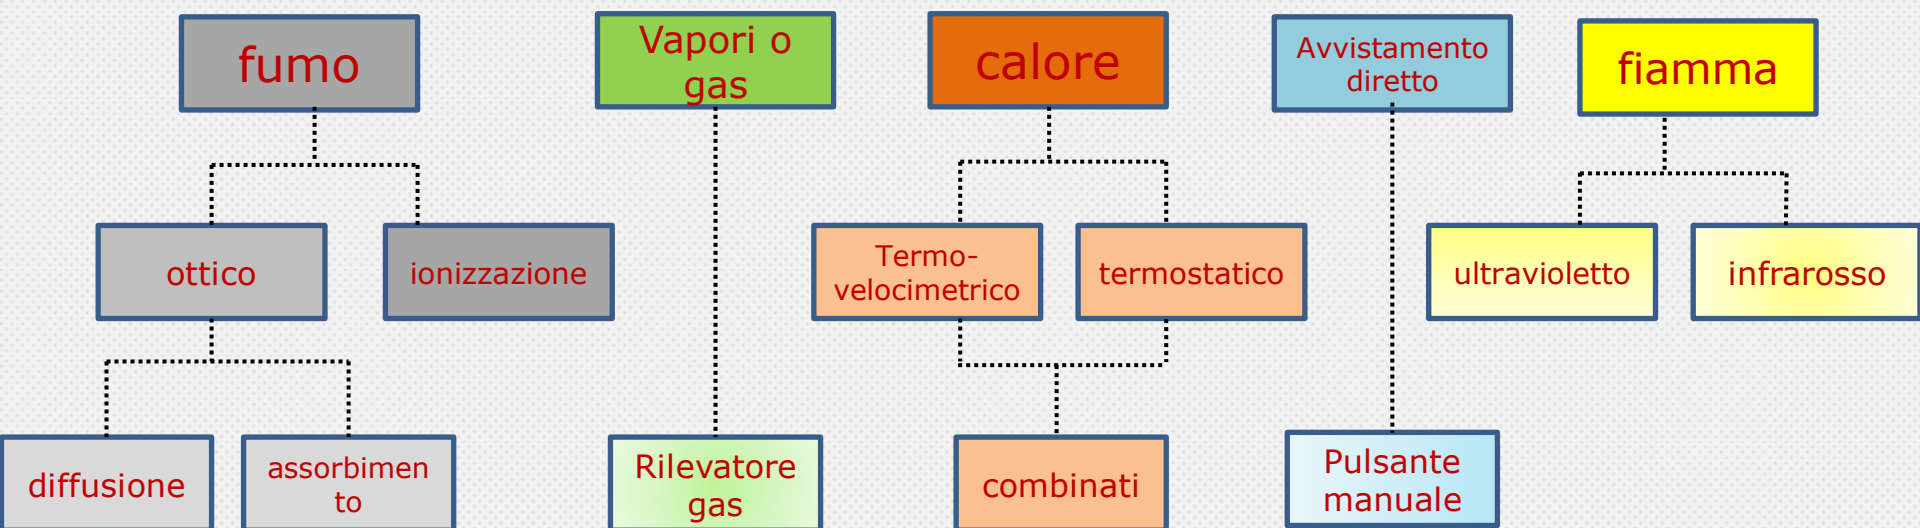 fumo
Vapori o
gas
calore
Avvistamento
diretto
fiamma
ottico
ionizzazione
Termo-
velocimetrico
termostatico
ultravioletto
infrarosso
diffusione
assorbimen
to
Rilevatore
gas
combinati
Pulsante
manuale